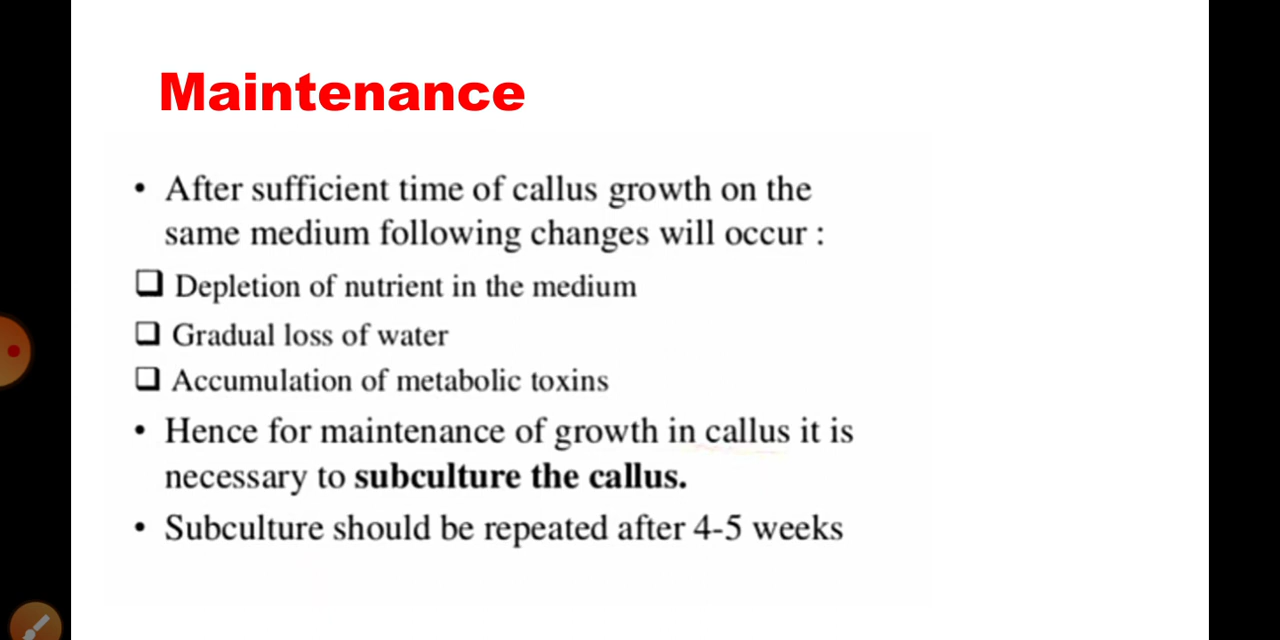 Maintenance
• After sufficient time of callus growth on the
same medium following changes will occur :
❑ Depletion of nutrient in the medium
❑ Gradual loss of water
❑ Accumulation of metabolic toxins
• Hence for maintenance of growth in callus it is
necessary to subculture the callus.
• Subculture should be repeated after 4-5 weeks